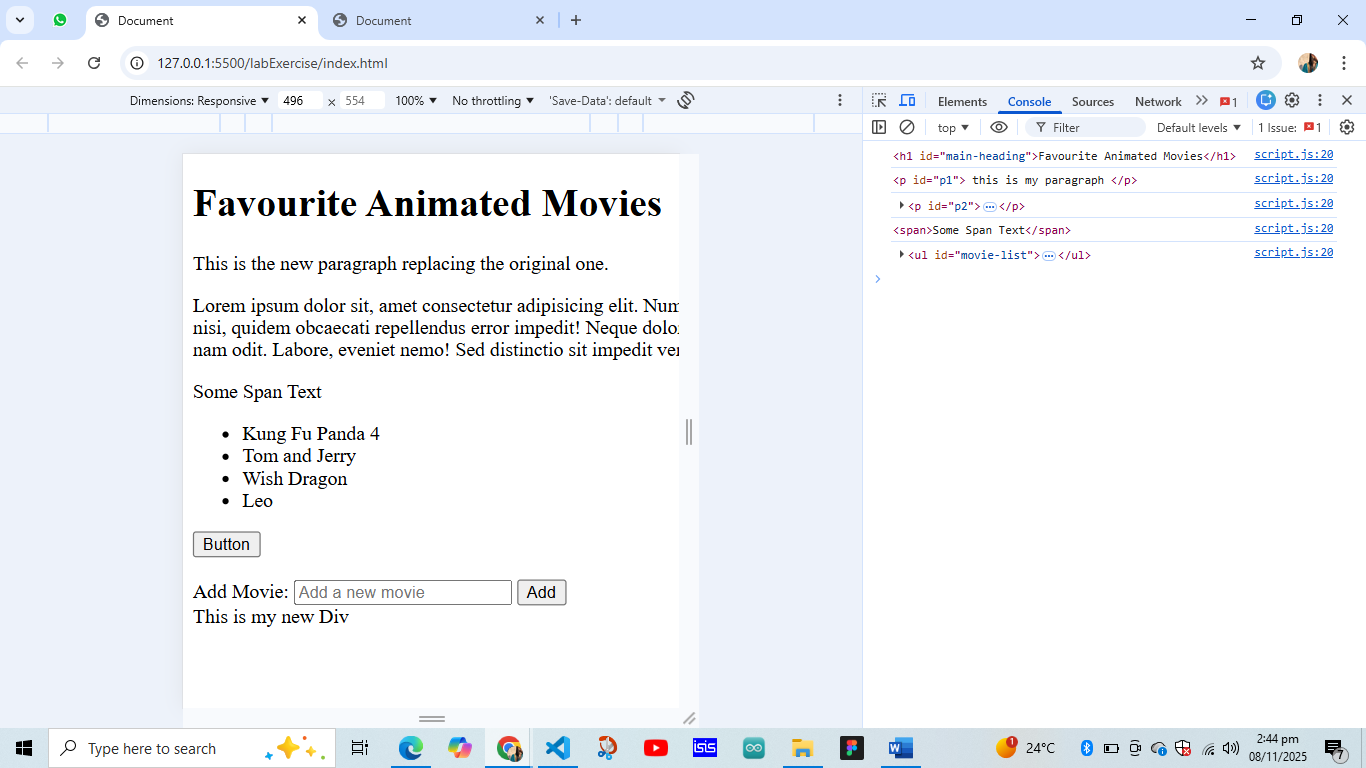 Document
Document
127.0.0.1:5500/labExercise/index.html
Dimensions: Responsive 496 × 554 100% No throttling 'Save-Data': default
Elements Console Sources Network 1
top Filter Default levels 1 Issue: 1
<h1 id="main-heading">Favourite Animated Movies</h1> script.js:20
<p id="p1"> this is my paragraph </p> script.js:20
<p id="p2">…</p> script.js:20
<span>Some Span Text</span> script.js:20
<ul id="movie-list">…</ul> script.js:20
Favourite Animated Movies
This is the new paragraph replacing the original one.
Lorem ipsum dolor sit, amet consectetur adipisicing elit. Num
nisi, quidem obcaecati repellendus error impedit! Neque dolo
nam odit. Labore, eveniet nemo! Sed distinctio sit impedit ve
Some Span Text
Kung Fu Panda 4
Tom and Jerry
Wish Dragon
Leo
Button
Add Movie: Add a new movie Add
This is my new Div
Type here to search
isis
1
24°C
2:44 pm
08/11/2025
7